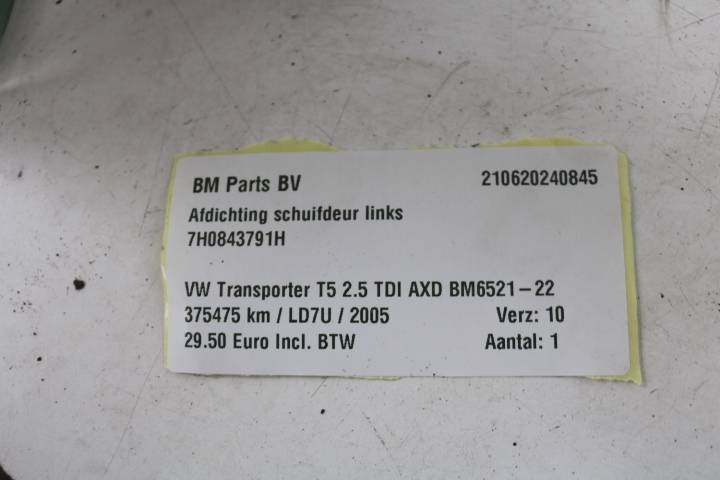 BM Parts BV 210620240845
Afdichting schuifdeur links
7H0843791H
VW Transporter T5 2.5 TDI AXD BM6521-22
375475 km / LD7U / 2005 Verz: 10
29.50 Euro Incl. BTW Aantal: 1